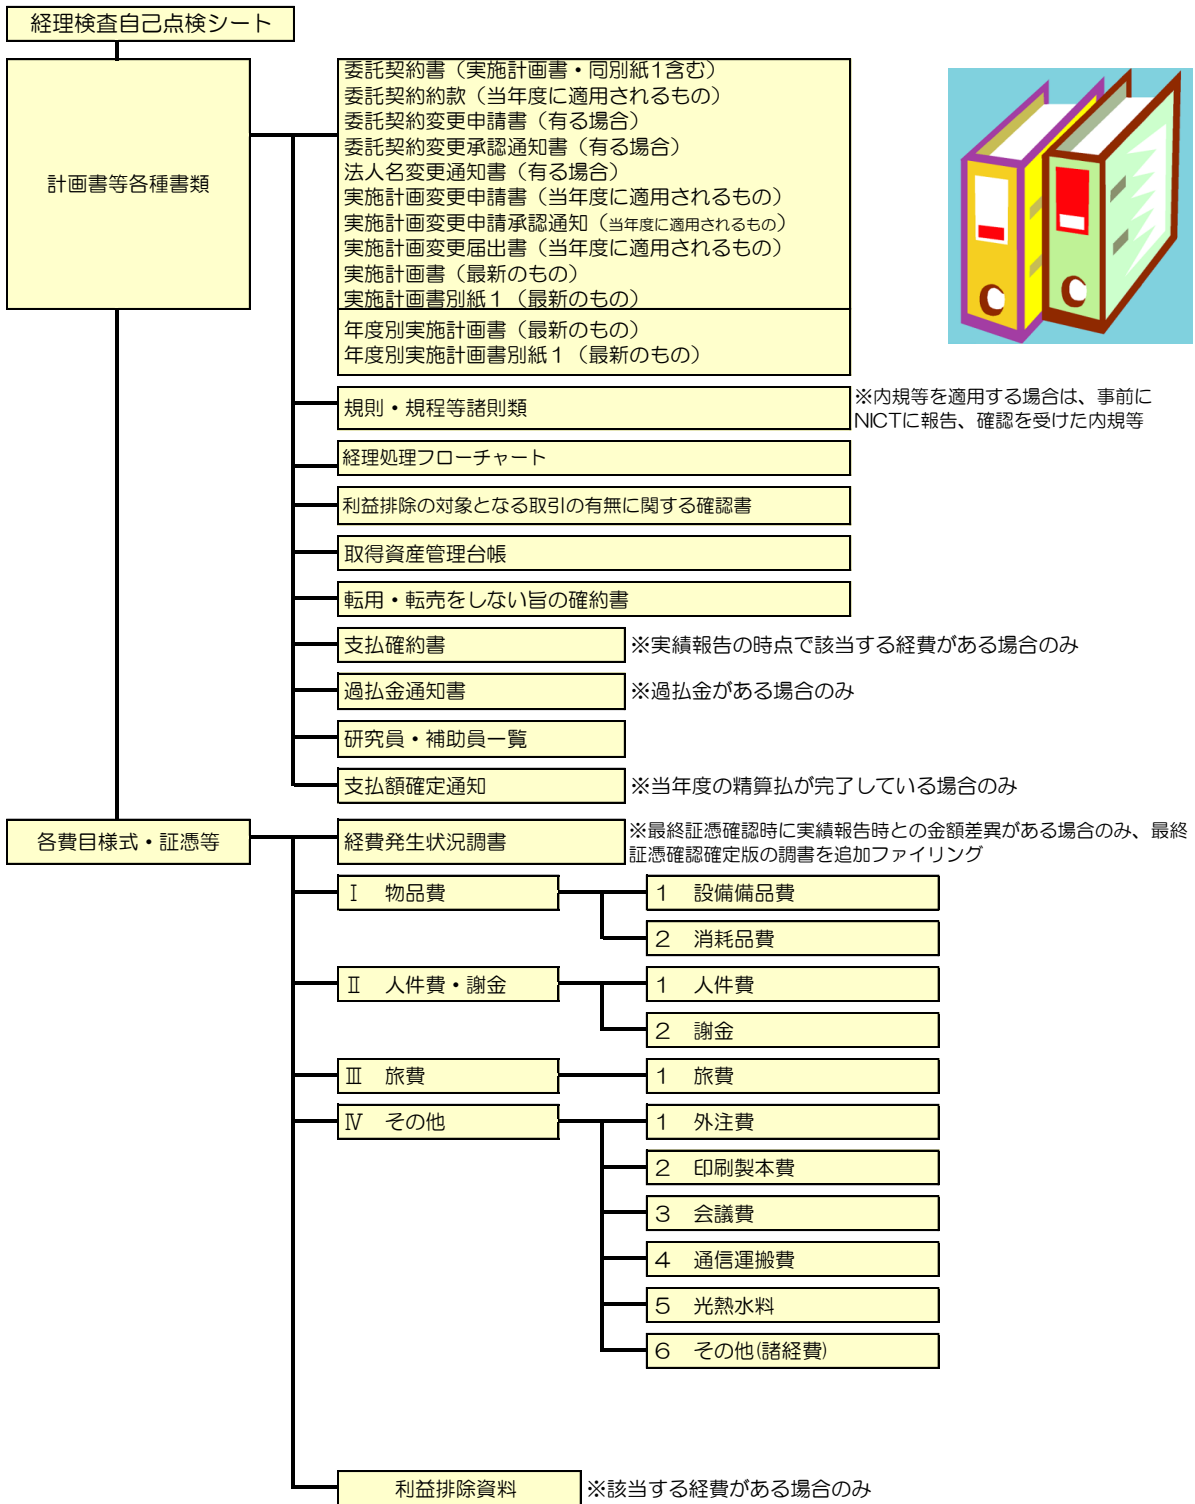 経理検査自己点検シート
計画書等各種書類
委託契約書（実施計画書・同別紙1含む）
委託契約約款（当年度に適用されるもの）
委託契約変更申請書（有る場合）
委託契約変更承認通知書（有る場合）
法人名変更通知書（有る場合）
実施計画変更申請書（当年度に適用されるもの）
実施計画変更申請承認通知（当年度に適用されるもの）
実施計画変更届出書（当年度に適用されるもの）
実施計画書（最新のもの）
実施計画書別紙１（最新のもの）
年度別実施計画書（最新のもの）
年度別実施計画書別紙１（最新のもの）
規則・規程等諸則類
※内規等を適用する場合は、事前に
NICTに報告、確認を受けた内規等
経理処理フローチャート
利益排除の対象となる取引の有無に関する確認書
取得資産管理台帳
転用・転売をしない旨の確約書
支払確約書
※実績報告の時点で該当する経費がある場合のみ
過払金通知書
※過払金がある場合のみ
研究員・補助員一覧
支払額確定通知
※当年度の精算払が完了している場合のみ
各費目様式・証憑等
経費発生状況調書
※最終証憑確認時に実績報告時との金額差異がある場合のみ、最終
証憑確認確定版の調書を追加ファイリング
Ⅰ　物品費
１　設備備品費
２　消耗品費
Ⅱ　人件費・謝金
１　人件費
２　謝金
Ⅲ　旅費
１　旅費
Ⅳ　その他
１　外注費
２　印刷製本費
３　会議費
４　通信運搬費
５　光熱水料
６　その他(諸経費)
利益排除資料
※該当する経費がある場合のみ